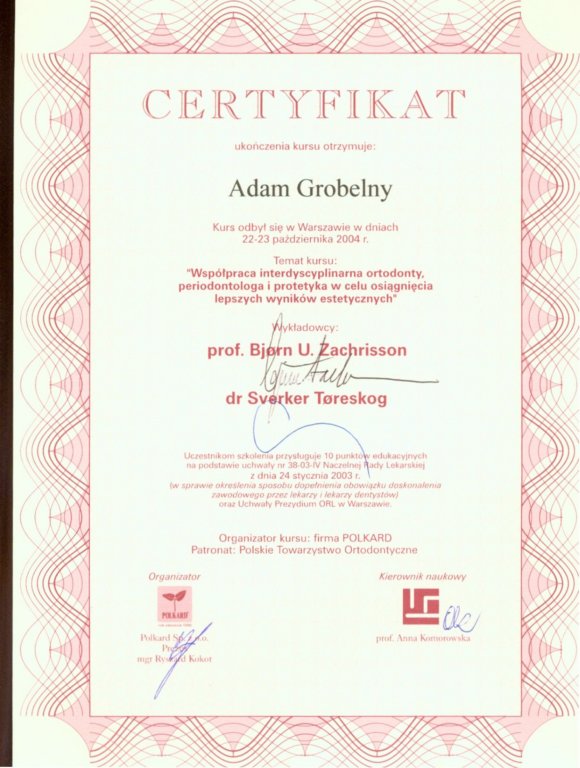 CERTYFIKAT
ukończenia kursu otrzymuje:
Adam Grobelny
Kurs odbył się w Warszawie w dniach
22-23 października 2004 r.
Temat kursu:
"Współpraca interdyscyplinarna ortodonty,
periodontologa i protetyka w celu osiągnięcia
lepszych wyników estetycznych"
Wykładowcy:
prof. Bjørn U. Zachrisson
dr Sverker Tøreskog
Uczestnikom szkolenia przysługuje 10 punktów edukacyjnych
na podstawie uchwały nr 38-03-IV Naczelnej Rady Lekarskiej
z dnia 24 stycznia 2003 r.
(w sprawie określenia sposobu dopełnienia obowiązku doskonalenia
zawodowego przez lekarzy i lekarzy dentystów)
oraz Uchwały Prezydium ORL w Warszawie.
Organizator kursu: firma POLKARD
Patronat: Polskie Towarzystwo Ortodontyczne
Organizator
POLKARD
Polkard Sp. z o.o.
Prezes
mgr Ryszard Kokot
Kierownik naukowy
prof. Anna Komorowska